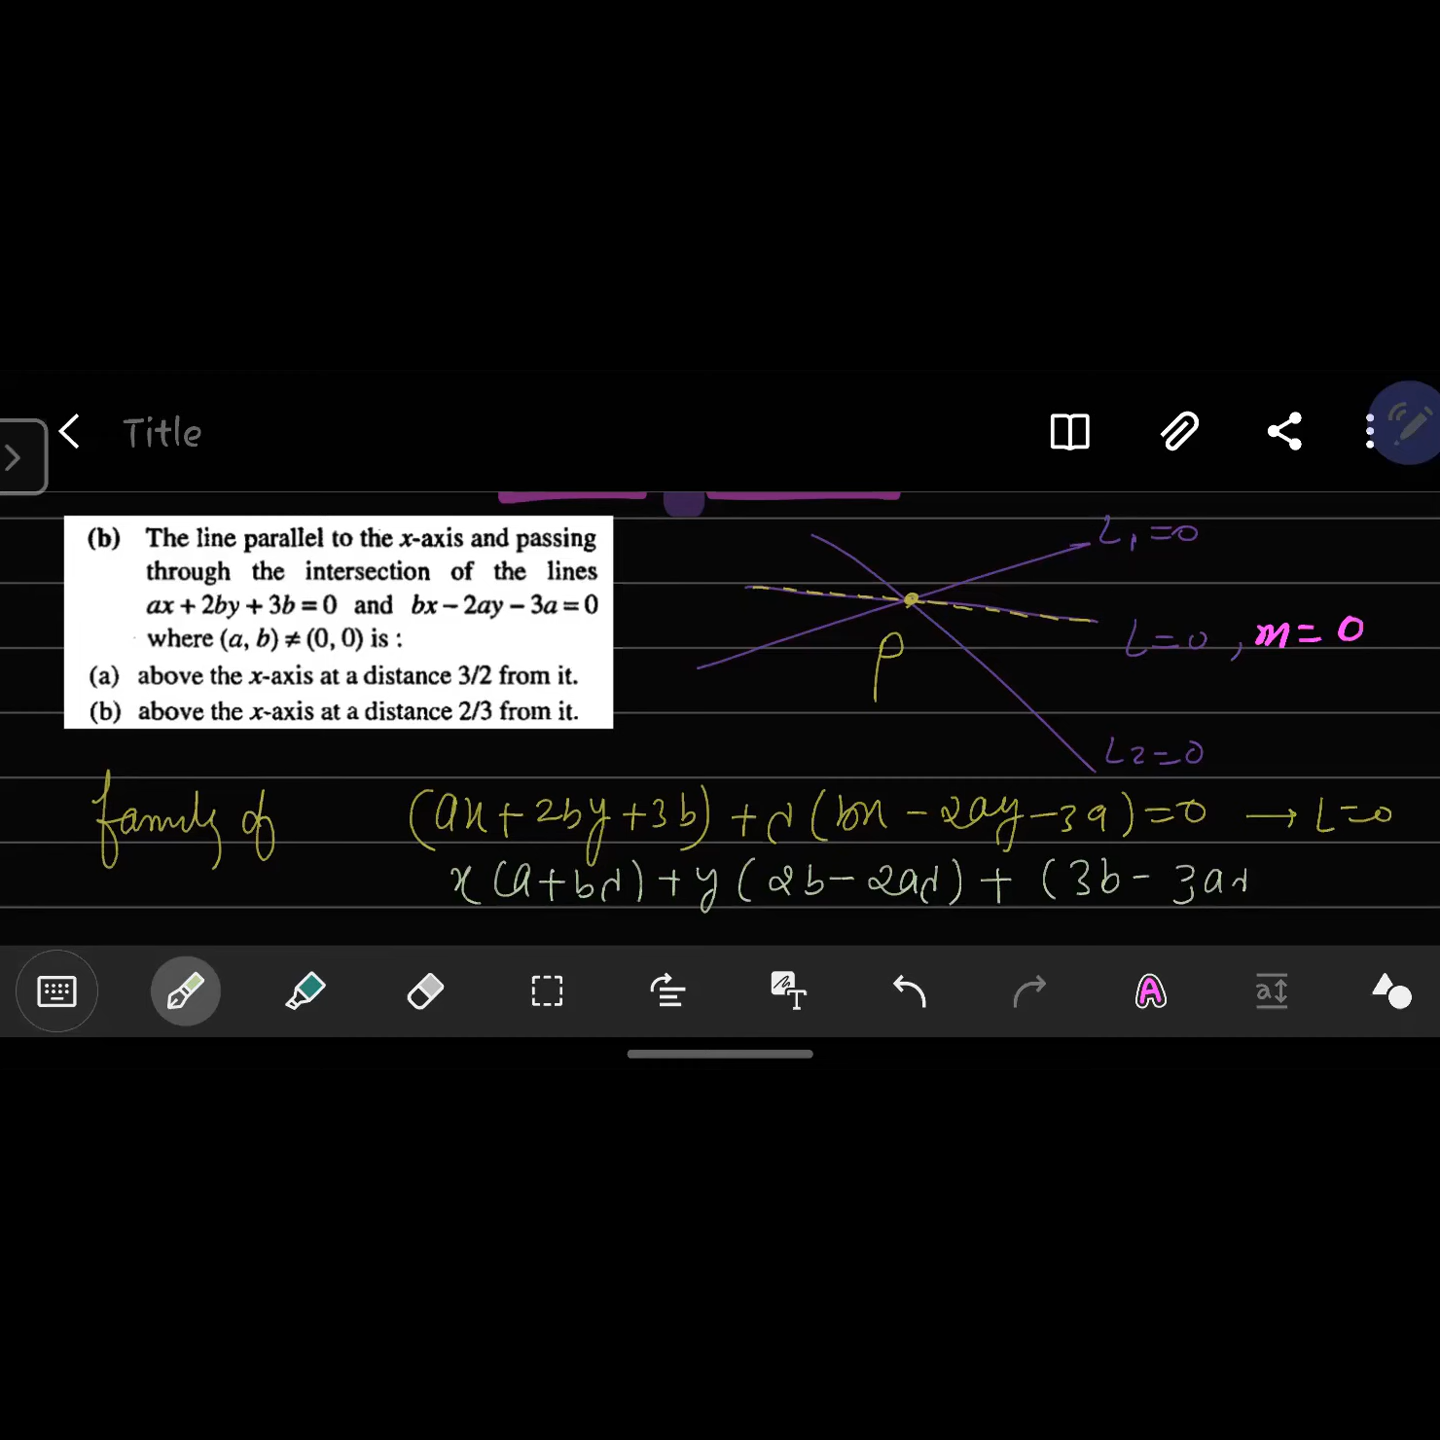 Title
(b) The line parallel to the x-axis and passing
through the intersection of the lines
ax + 2by + 3b = 0 and bx – 2ay – 3a = 0
where (a, b) ≠ (0, 0) is :
(a) above the x-axis at a distance 3/2 from it.
(b) above the x-axis at a distance 2/3 from it.
L₁=0
L=0 , m=0
P
L2=0
family of (ax+2by+3b)+λ(bx-2ay-3a)=0 → L=0
x(a+bλ)+y(2b-2aλ)+(3b-3aλ